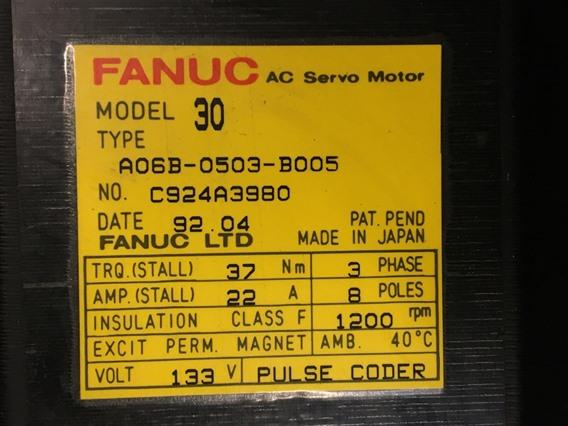 FANUC AC Servo Motor
MODEL 30
TYPE
A06B-0503-B005
NO. C924A3980
DATE 92.04 PAT. PEND
FANUC LTD MADE IN JAPAN
TRQ.(STALL) 37 Nm 3 PHASE
AMP.(STALL) 22 A 8 POLES
INSULATION CLASS F 1200 rpm
EXCIT PERM. MAGNET AMB. 40°C
VOLT 133 V PULSE CODER